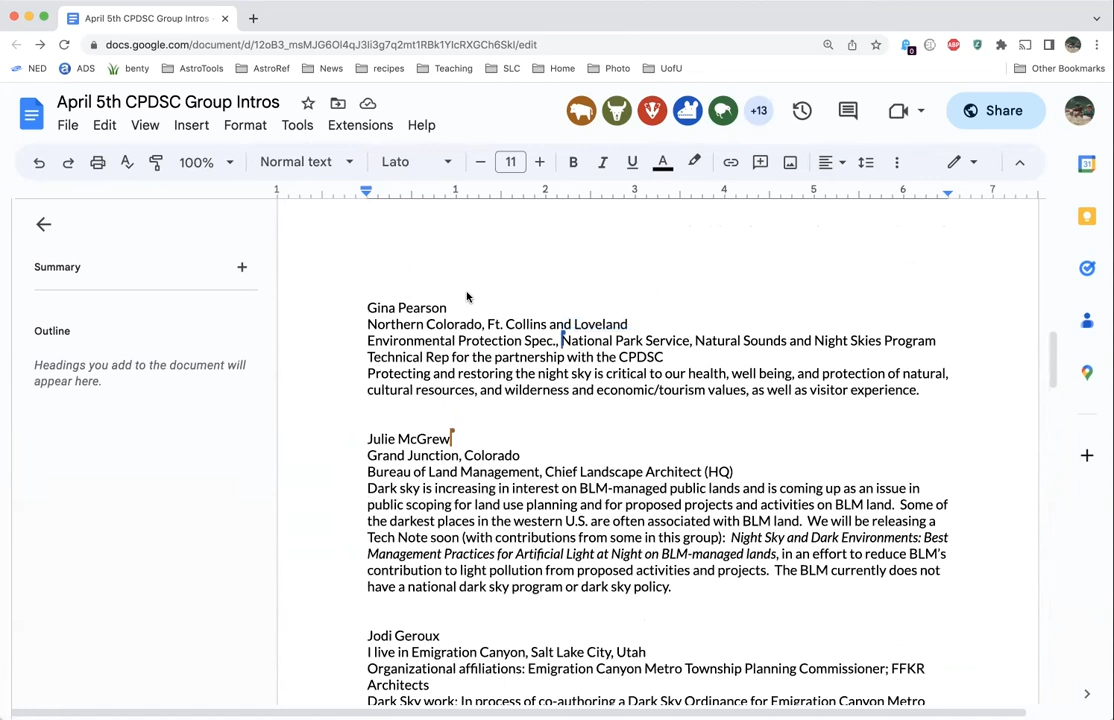 April 5th CPDSC Group Intros
docs.google.com/document/d/12oB3_msMJG6Ol4qJ3Ii3g7q2mt1RBk1YIcRXGCh6SkI/edit
0
ABP
NED
ADS
benty
AstroTools
AstroRef
News
recipes
Teaching
SLC
Home
Photo
UofU
Other Bookmarks
April 5th CPDSC Group Intros
+13
Share
File Edit View Insert Format Tools Extensions Help
100% Normal text Lato 11 B I U A
1 1 2 3 4 5 6 7
31
Summary
Outline
Headings you add to the document will
appear here.
Gina Pearson
Northern Colorado, Ft. Collins and Loveland
Environmental Protection Spec., National Park Service, Natural Sounds and Night Skies Program
Technical Rep for the partnership with the CPDSC
Protecting and restoring the night sky is critical to our health, well being, and protection of natural,
cultural resources, and wilderness and economic/tourism values, as well as visitor experience.
Julie McGrew
Grand Junction, Colorado
Bureau of Land Management, Chief Landscape Architect (HQ)
Dark sky is increasing in interest on BLM-managed public lands and is coming up as an issue in
public scoping for land use planning and for proposed projects and activities on BLM land. Some of
the darkest places in the western U.S. are often associated with BLM land. We will be releasing a
Tech Note soon (with contributions from some in this group): Night Sky and Dark Environments: Best
Management Practices for Artificial Light at Night on BLM-managed lands, in an effort to reduce BLM's
contribution to light pollution from proposed activities and projects. The BLM currently does not
have a national dark sky program or dark sky policy.
Jodi Geroux
I live in Emigration Canyon, Salt Lake City, Utah
Organizational affiliations: Emigration Canyon Metro Township Planning Commissioner; FFKR
Architects
Dark Sky work: In process of co-authoring a Dark Sky Ordinance for Emigration Canyon Metro